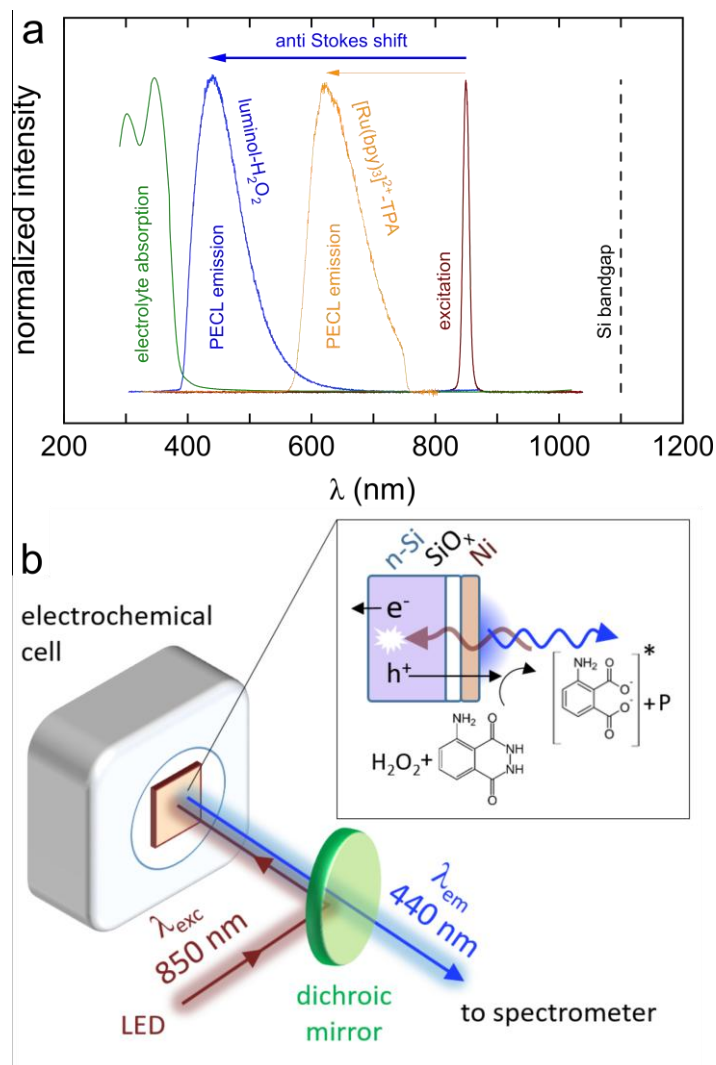 a
anti Stokes shift
normalized intensity
electrolyte absorption
PECL emission
luminol-H₂O₂
PECL emission
[Ru(bpy)₃]²⁺-TPA
excitation
Si bandgap
200 400 600 800 1000 1200
λ (nm)
b
n-Si SiOₓ Ni
electrochemical
cell
e⁻
h⁺
NH₂ O
O⁻
O⁻
O
*
+ P
H₂O₂+
NH₂ O
NH
NH
O
λexc
850 nm
λem
440 nm
LED
dichroic
mirror
to spectrometer